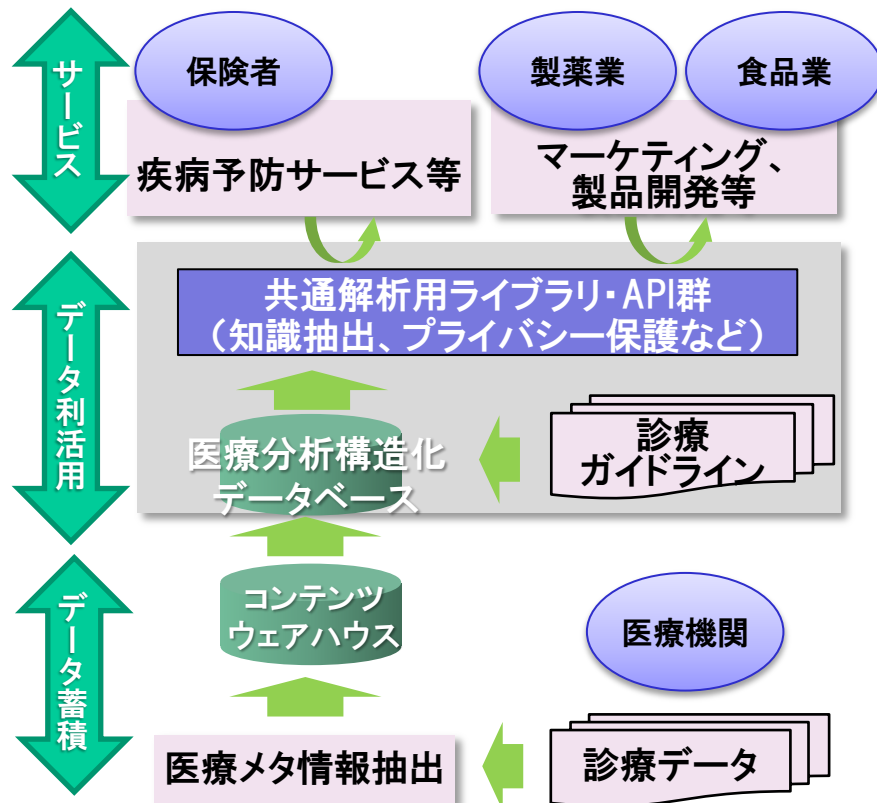 サービス
保険者
製薬業
食品業
疾病予防サービス等
マーケティング、
製品開発等
データ利活用
共通解析用ライブラリ・API群
（知識抽出、プライバシー保護など）
医療分析構造化
データベース
診療
ガイドライン
データ蓄積
コンテンツ
ウェアハウス
医療機関
医療メタ情報抽出
診療データ